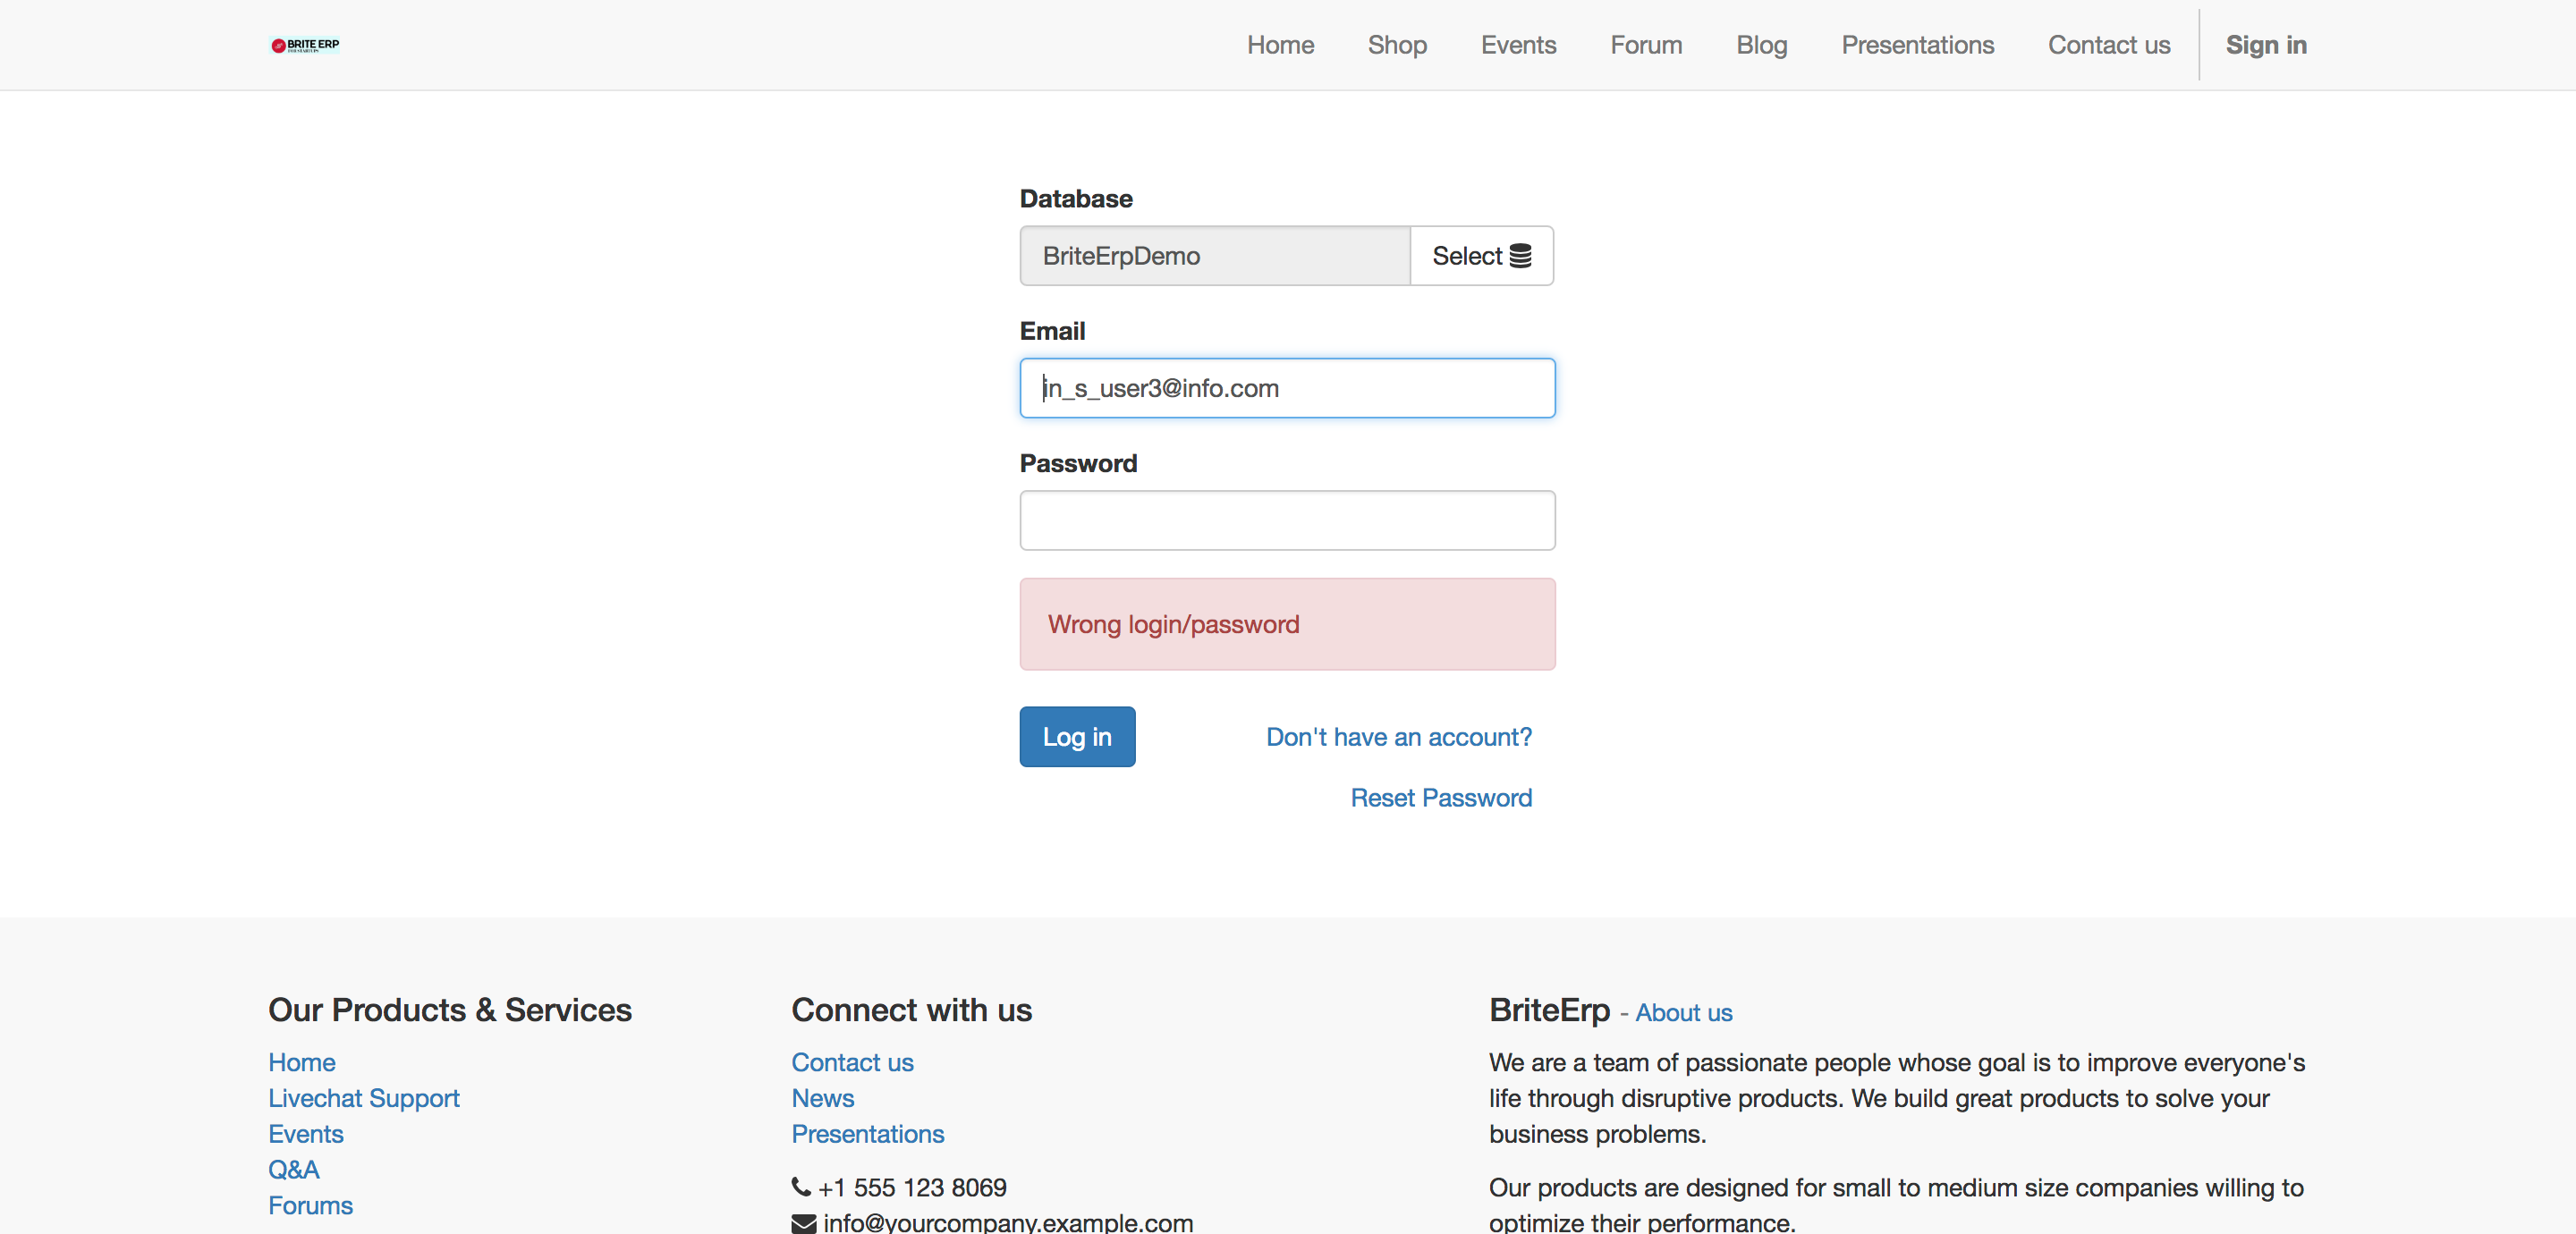 BRITE ERP
Home Shop Events Forum Blog Presentations Contact us Sign in
Database
BriteErpDemo Select
Email
in_s_user3@info.com
Password
Wrong login/password
Log in Don't have an account?
Reset Password
Our Products & Services
Home
Livechat Support
Events
Q&A
Forums
Connect with us
Contact us
News
Presentations
+1 555 123 8069
info@yourcompany.example.com
BriteErp - About us
We are a team of passionate people whose goal is to improve everyone's
life through disruptive products. We build great products to solve your
business problems.
Our products are designed for small to medium size companies willing to
optimize their performance.